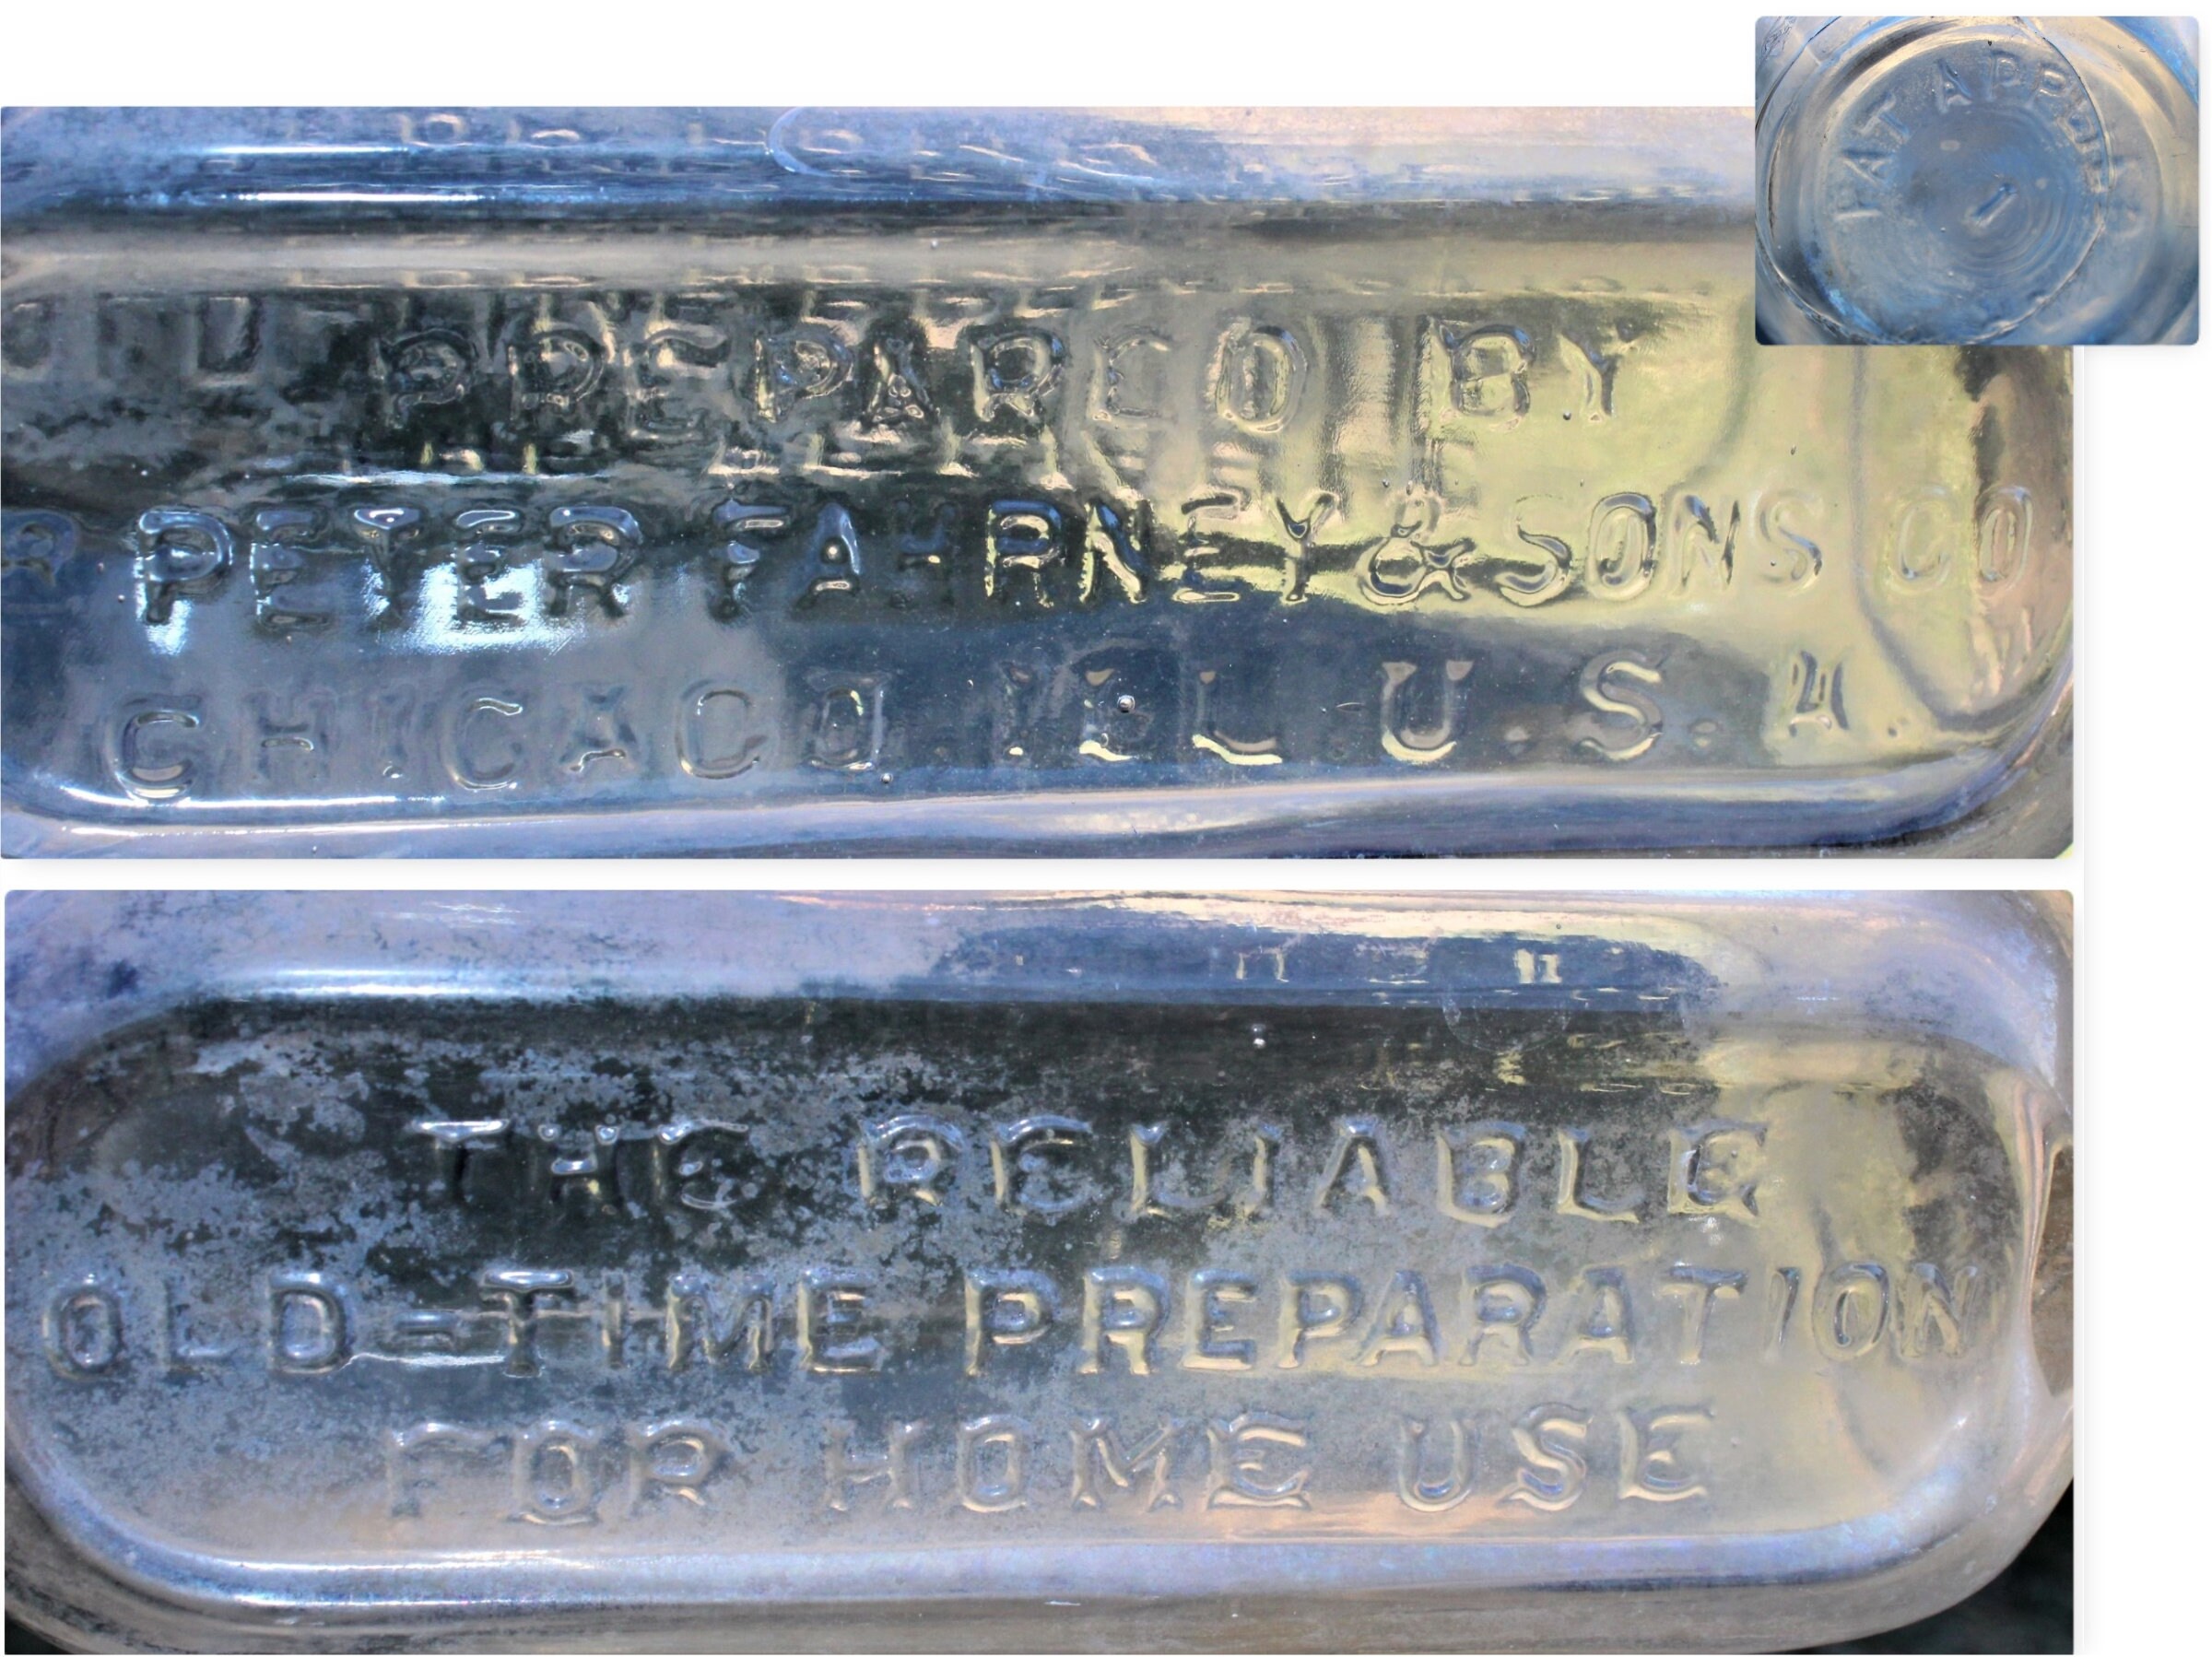 PREPARED BY
R PETER FAHRNEY & SONS CO
CHICAGO. ILL. U.S.A
THE RELIABLE
OLD-TIME PREPARATION
FOR HOME USE
PAT APPLD